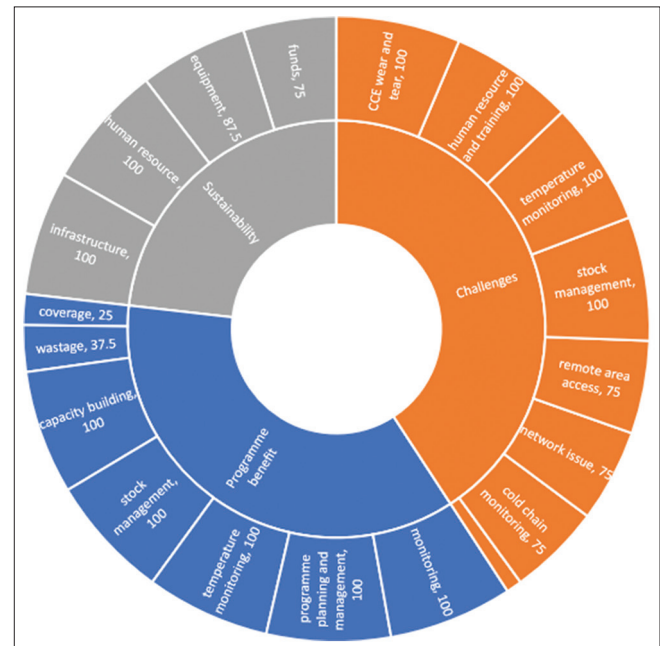 CCE wear and
tear, 100
human resource
and training, 100
temperature
monitoring, 100
stock
management,
100
remote area
access, 75
network issue, 75
cold chain
monitoring, 75
Challenges
monitoring, 100
programme
planning and
management,
100
temperature
monitoring, 100
stock
management,
100
capacity building,
100
wastage, 37.5
coverage, 25
Programme
benefit
infrastructure,
100
human resource,
100
equipment, 87.5
funds, 75
Sustainability